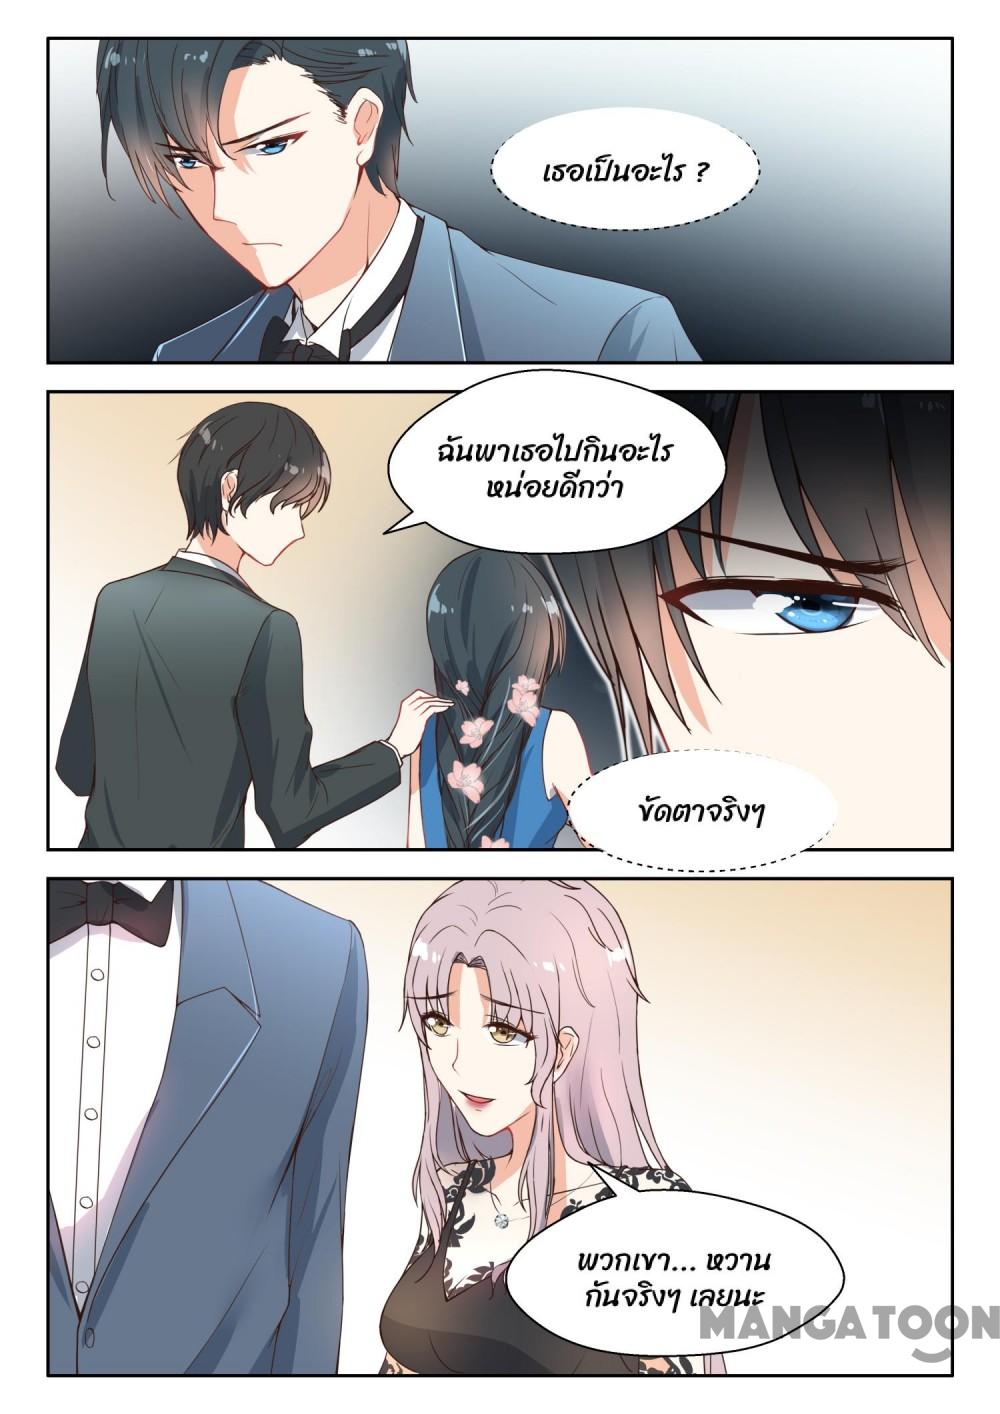 เธอเป็นอะไร ?
ฉันพาเธอไปกินอะไร
หน่อยดีกว่า
ขัดตาจริงๆ
พวกเขา... หวาน
กันจริงๆ เลยนะ
MANGATOON